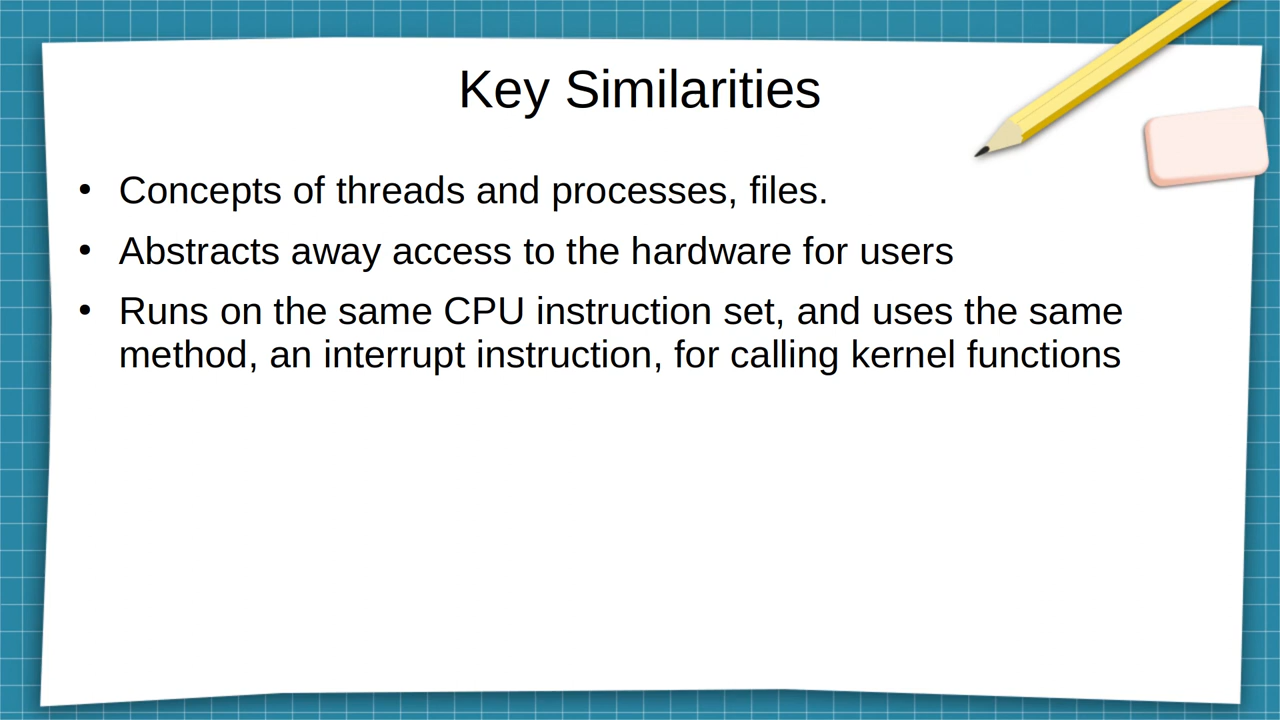 Key Similarities
• Concepts of threads and processes, files.
• Abstracts away access to the hardware for users
• Runs on the same CPU instruction set, and uses the same
method, an interrupt instruction, for calling kernel functions